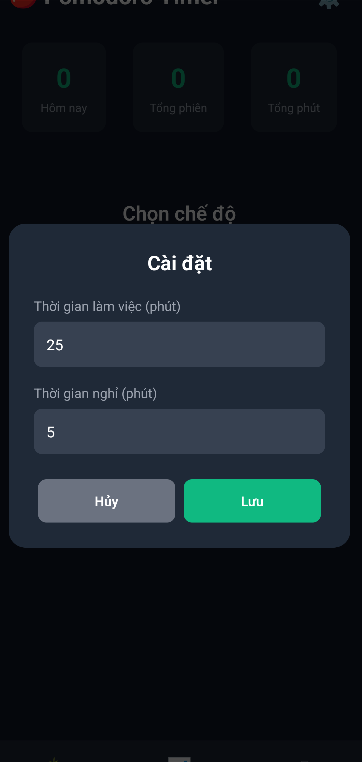 Pomodoro Timer
0
0
0
Hôm nay
Tổng phiên
Tổng phút
Chọn chế độ
Cài đặt
Thời gian làm việc (phút)
25
Thời gian nghỉ (phút)
5
Hủy
Lưu